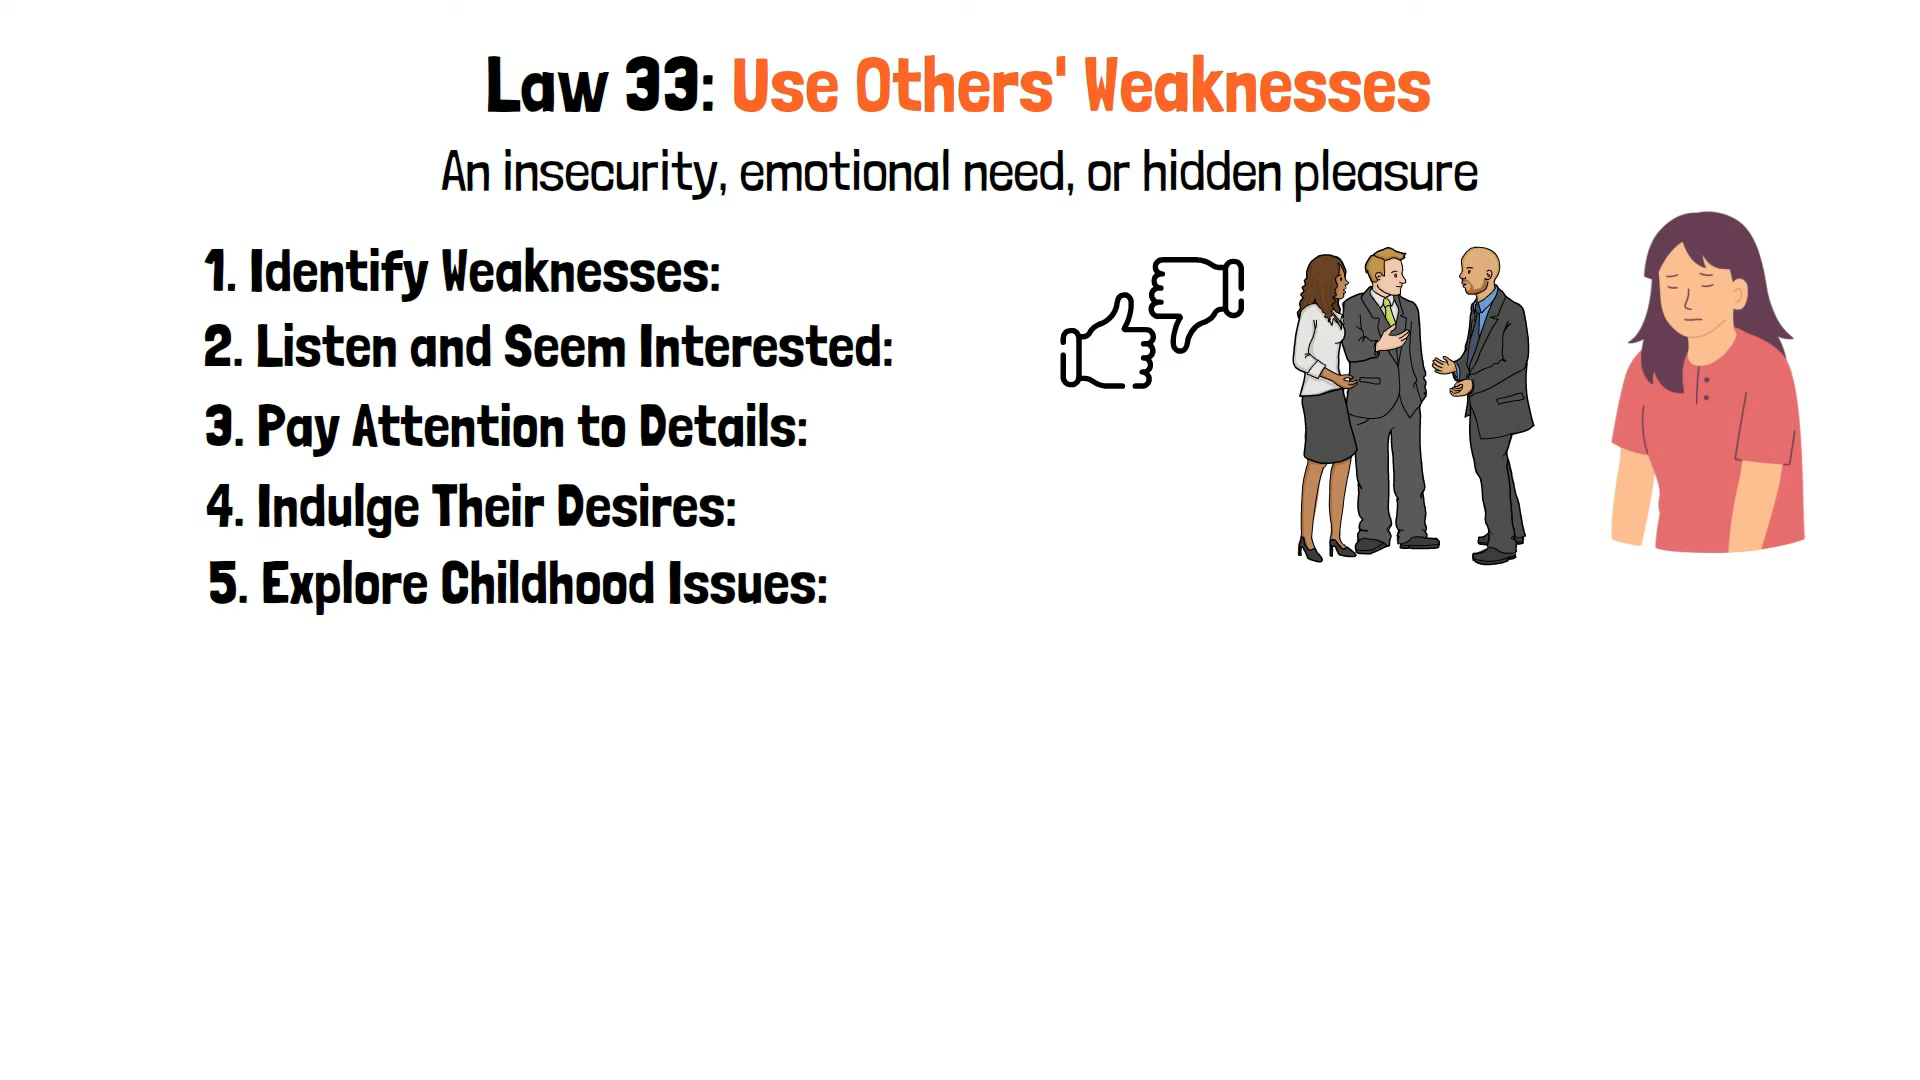 Law 33: Use Others' Weaknesses
An insecurity, emotional need, or hidden pleasure
1. Identify Weaknesses:
2. Listen and Seem Interested:
3. Pay Attention to Details:
4. Indulge Their Desires:
5. Explore Childhood Issues: